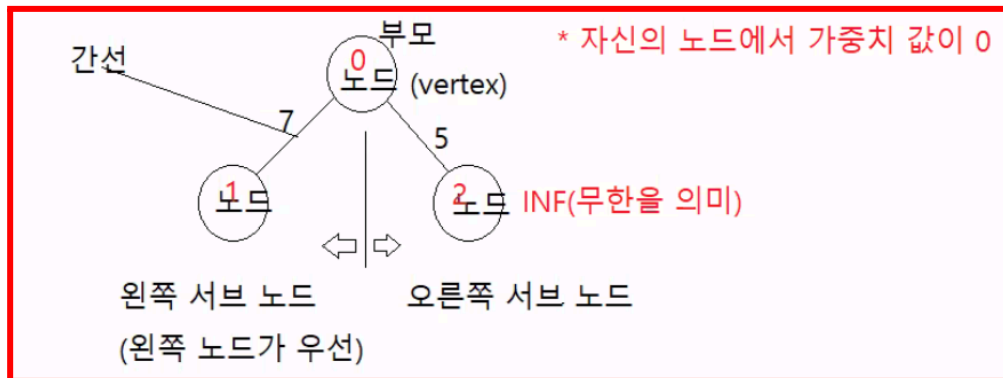 부모
* 자신의 노드에서 가중치 값이 0
간선
0
노드 (vertex)
7
5
1
노드
2
노드
INF(무한을 의미)
왼쪽 서브 노드
오른쪽 서브 노드
(왼쪽 노드가 우선)